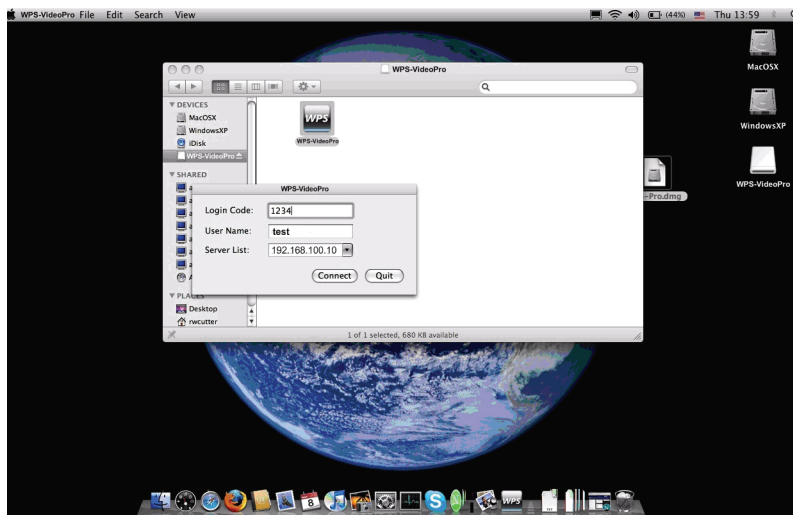 WPS-VideoPro File Edit Search View (44%) Thu 13:59
MacOSX
WindowsXP
WPS-VideoPro
-Pro.dmg
WPS-VideoPro
DEVICES
MacOSX
WindowsXP
iDisk
WPS-VideoPro
SHARED
a
a
a
a
a
a
a
A
PLACES
Desktop
rwcutter
WPS
WPS-VideoPro
1 of 1 selected, 680 KB available
WPS-VideoPro
Login Code: 1234
User Name: test
Server List: 192.168.100.10
Connect Quit
8
WPS